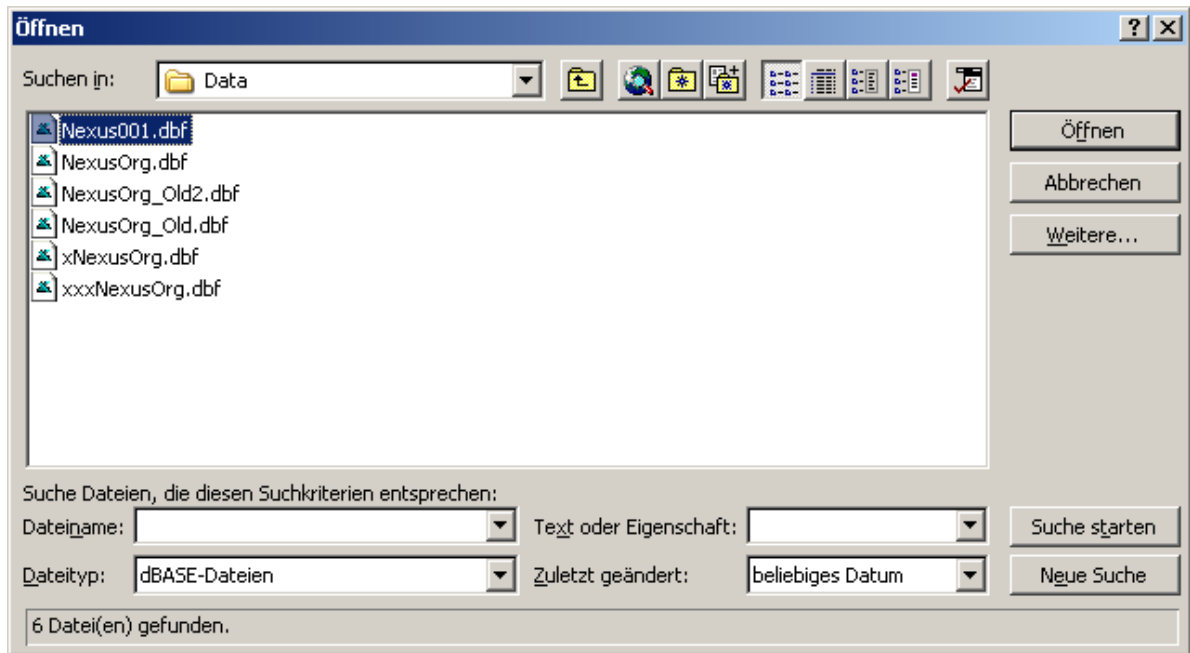 Öffnen
Suchen in: Data
Nexus001.dbf
Öffnen
NexusOrg.dbf
NexusOrg_Old2.dbf
Abbrechen
NexusOrg_Old.dbf
Weitere...
xNexusOrg.dbf
xxxNexusOrg.dbf
Suche Dateien, die diesen Suchkriterien entsprechen:
Dateiname: Text oder Eigenschaft: Suche starten
Dateityp: dBASE-Dateien Zuletzt geändert: beliebiges Datum Neue Suche
6 Datei(en) gefunden.